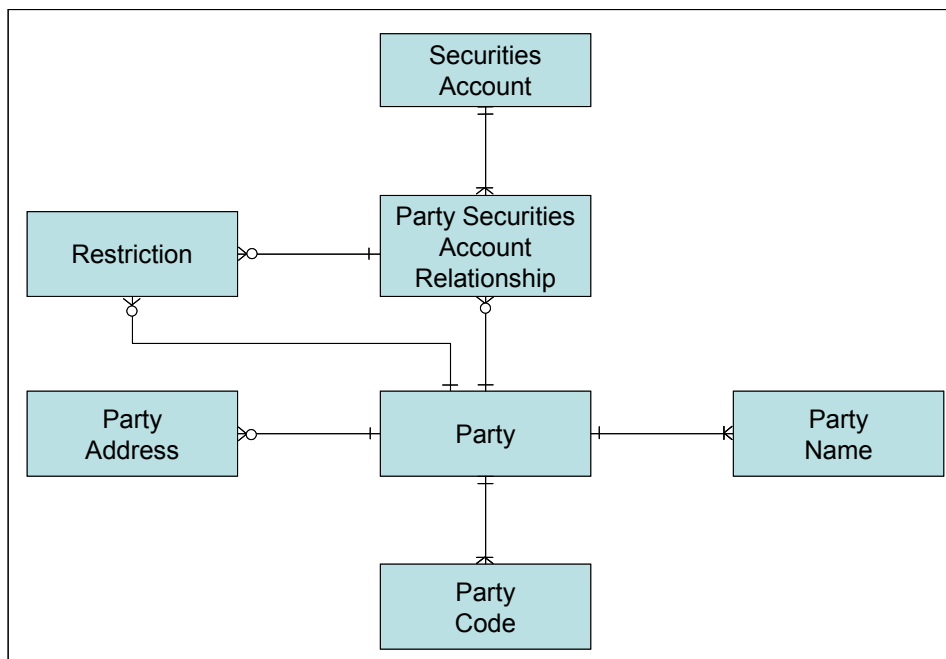 Securities
Account
Restriction
Party Securities
Account
Relationship
Party
Address
Party
Party
Name
Party
Code